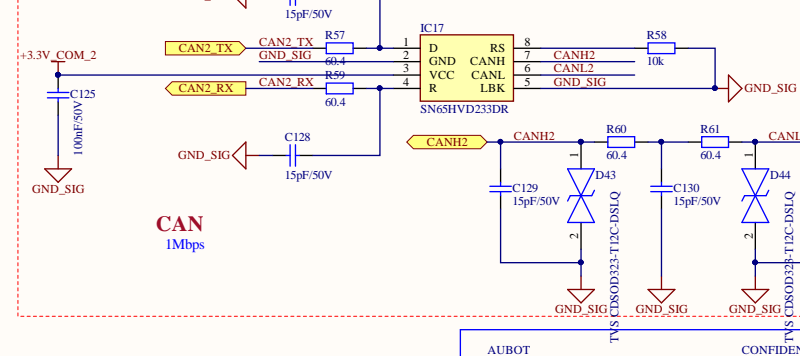 15pF/50V
IC17
R57
R58
CAN2_TX
CAN2_TX
1
D
RS
8
+3.3V_COM_2
GND_SIG
60.4
2
GND
CANH
7
CANH2
10k
R59
3
VCC
CANL
6
CANL2
CAN2_RX
CAN2_RX
4
R
LBK
5
GND_SIG
GND_SIG
C125
60.4
SN65HVD233DR
100nF/50V
C128
GND_SIG
15pF/50V
CANH2
CANH2
R60
R61
CANL
60.4
60.4
1
1
GND_SIG
D43
D44
C129
15pF/50V
C130
15pF/50V
CAN
1Mbps
2
2
TVS CDSOD323-T12C-DSLQ
TVS CDSOD323-T12C-DSLQ
GND_SIG
GND_SIG
GND_SIG
AUBOT
CONFIDEN